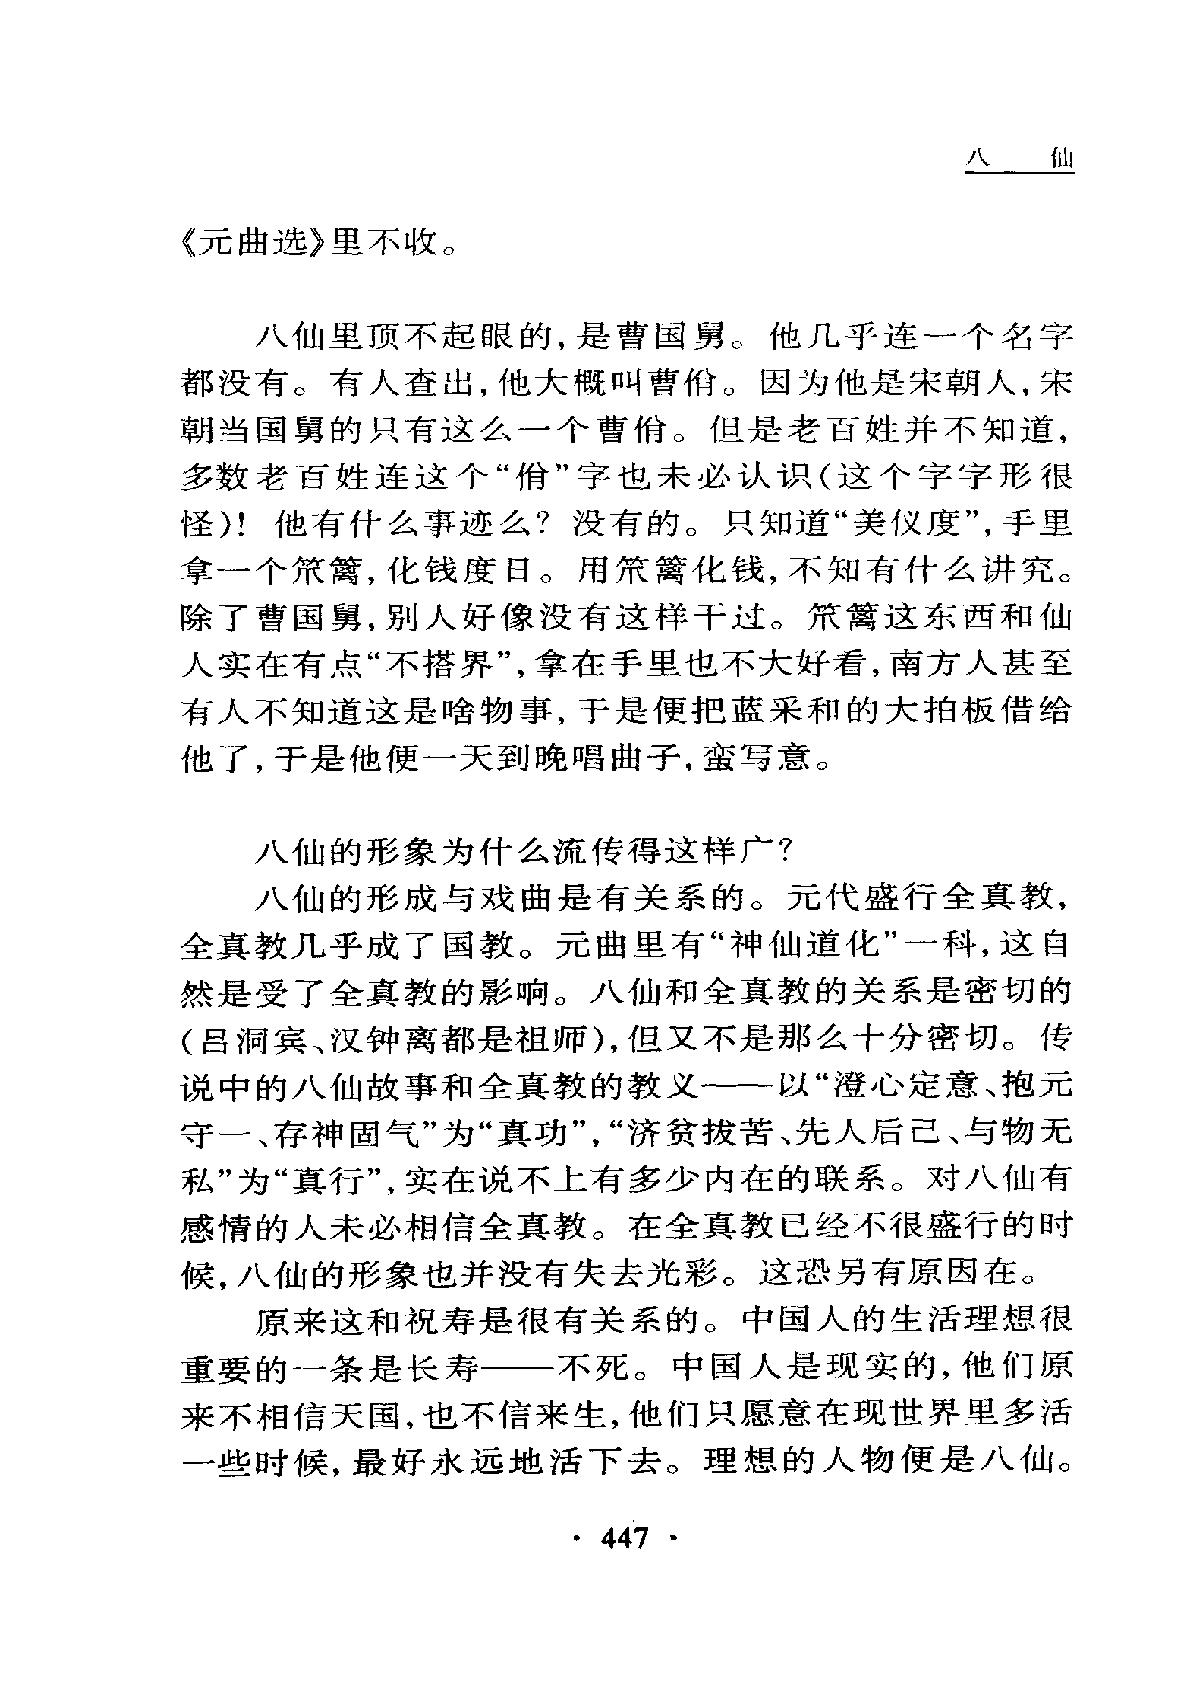 八 仙
《元曲选》里不收。
八仙里顶不起眼的,是曹国舅。他几乎连一个名字
都没有。有人查出,他大概叫曹佾。因为他是宋朝人,宋
朝当国舅的只有这么一个曹佾。但是老百姓并不知道,
多数老百姓连这个“佾”字也未必认识(这个字字形很
怪)!他有什么事迹么?没有的。只知道“美仪度”,手里
拿一个笊篱,化钱度日。用笊篱化钱,不知有什么讲究。
除了曹国舅,别人好像没有这样干过。笊篱这东西和仙
人实在有点“不搭界”,拿在手里也不大好看,南方人甚至
有人不知道这是啥物事,于是便把蓝采和的大拍板借给
他了,于是他便一天到晚唱曲子,蛮写意。
八仙的形象为什么流传得这样广?
八仙的形成与戏曲是有关系的。元代盛行全真教,
全真教几乎成了国教。元曲里有“神仙道化”一科,这自
然是受了全真教的影响。八仙和全真教的关系是密切的
(吕洞宾、汉钟离都是祖师),但又不是那么十分密切。传
说中的八仙故事和全真教的教义——以“澄心定意、抱元
守一、存神固气”为“真功”,“济贫拔苦、先人后己、与物无
私”为“真行”,实在说不上有多少内在的联系。对八仙有
感情的人未必相信全真教。在全真教已经不很盛行的时
候,八仙的形象也并没有失去光彩。这恐另有原因在。
原来这和祝寿是很有关系的。中国人的生活理想很
重要的一条是长寿——不死。中国人是现实的,他们原
来不相信天国,也不信来生,他们只愿意在现世界里多活
一些时候,最好永远地活下去。理想的人物便是八仙。
· 447 ·